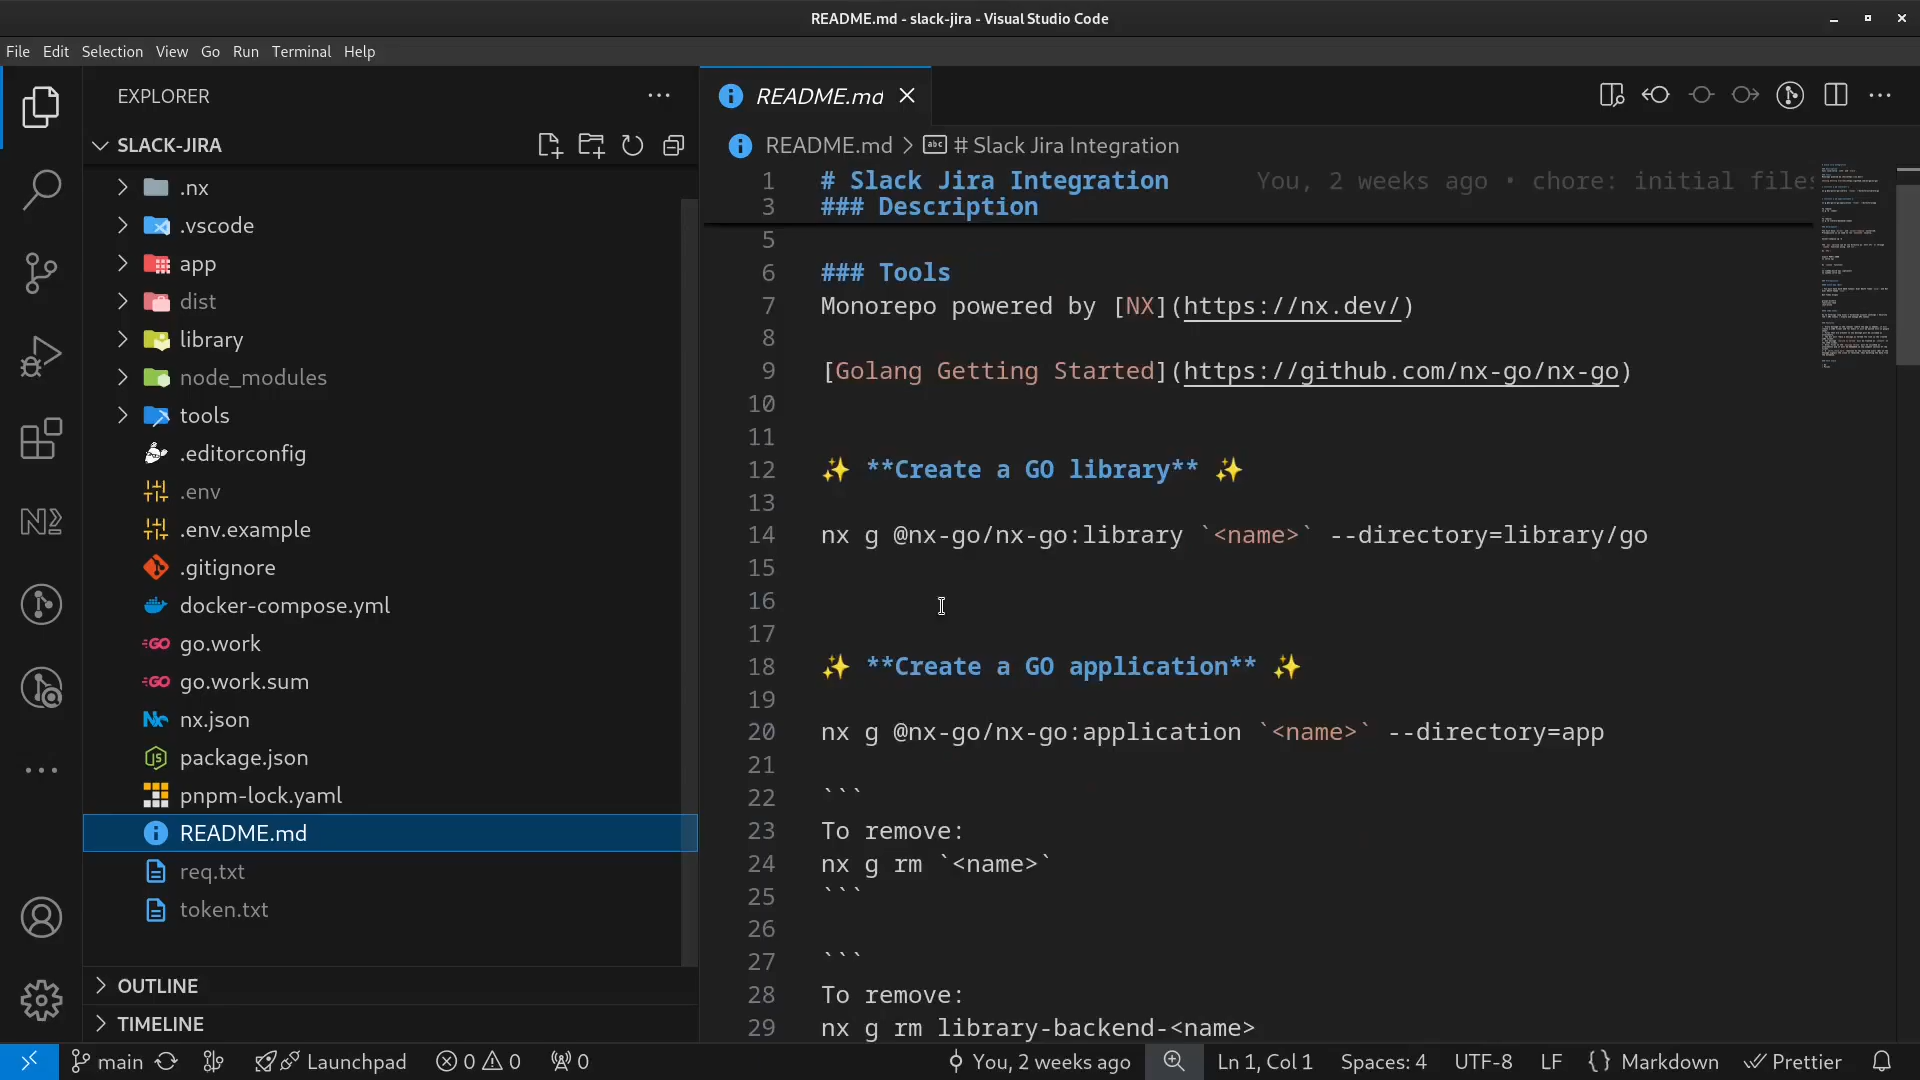 README.md - slack-jira - Visual Studio Code
File Edit Selection View Go Run Terminal Help
EXPLORER
SLACK-JIRA
.nx
.vscode
app
dist
library
node_modules
tools
.editorconfig
.env
.env.example
.gitignore
docker-compose.yml
go.work
go.work.sum
nx.json
package.json
pnpm-lock.yaml
README.md
req.txt
token.txt
OUTLINE
TIMELINE
README.md
README.md > # Slack Jira Integration
1 # Slack Jira Integration You, 2 weeks ago • chore: initial files
3 ### Description
5
6 ### Tools
7 Monorepo powered by [NX](https://nx.dev/)
8
9 [Golang Getting Started](https://github.com/nx-go/nx-go)
10
11
12 ✨ **Create a GO library** ✨
13
14 nx g @nx-go/nx-go:library `<name>` --directory=library/go
15
16
17
18 ✨ **Create a GO application** ✨
19
20 nx g @nx-go/nx-go:application `<name>` --directory=app
21
22 ```
23 To remove:
24 nx g rm `<name>`
25 ```
26
27 ```
28 To remove:
29 nx g rm library-backend-<name>
main Launchpad 0 0 0 You, 2 weeks ago Ln 1, Col 1 Spaces: 4 UTF-8 LF {} Markdown Prettier